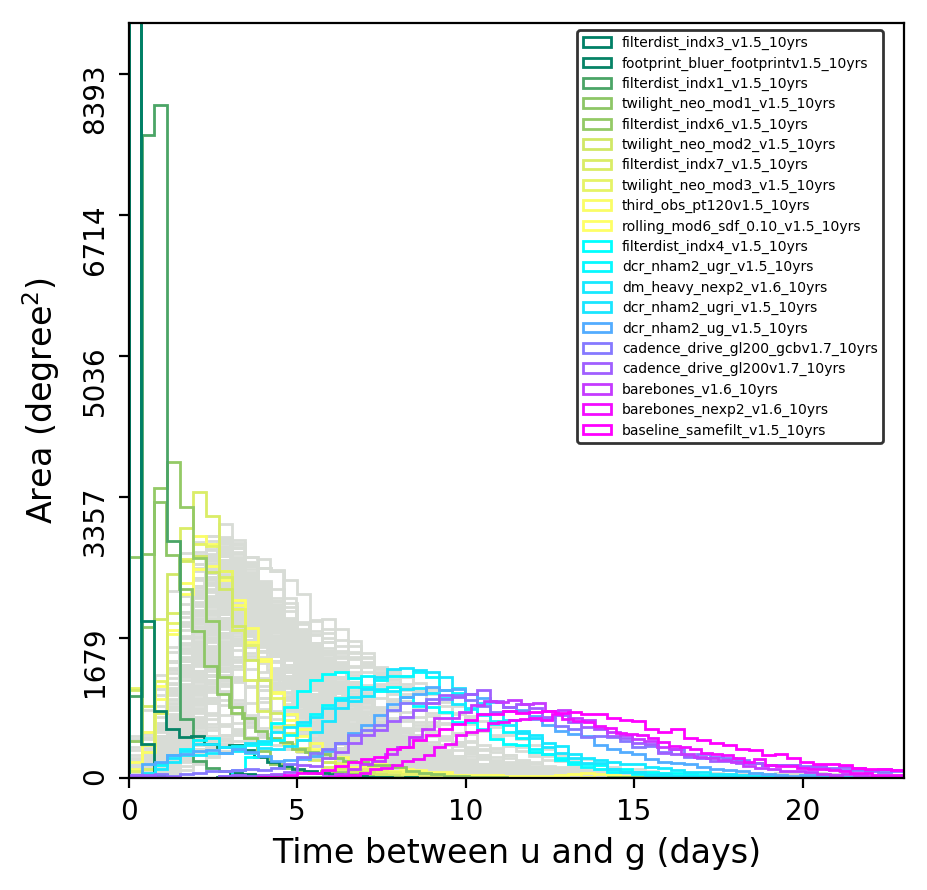 filterdist_indx3_v1.5_10yrs
footprint_bluer_footprintv1.5_10yrs
filterdist_indx1_v1.5_10yrs
twilight_neo_mod1_v1.5_10yrs
filterdist_indx6_v1.5_10yrs
twilight_neo_mod2_v1.5_10yrs
filterdist_indx7_v1.5_10yrs
twilight_neo_mod3_v1.5_10yrs
third_obs_pt120v1.5_10yrs
rolling_mod6_sdf_0.10_v1.5_10yrs
filterdist_indx4_v1.5_10yrs
dcr_nham2_ugr_v1.5_10yrs
dm_heavy_nexp2_v1.6_10yrs
dcr_nham2_ugri_v1.5_10yrs
dcr_nham2_ug_v1.5_10yrs
cadence_drive_gl200_gcbv1.7_10yrs
cadence_drive_gl200v1.7_10yrs
barebones_v1.6_10yrs
barebones_nexp2_v1.6_10yrs
baseline_samefilt_v1.5_10yrs
8393
6714
5036
3357
1679
0
Area (degree²)
0 5 10 15 20
Time between u and g (days)